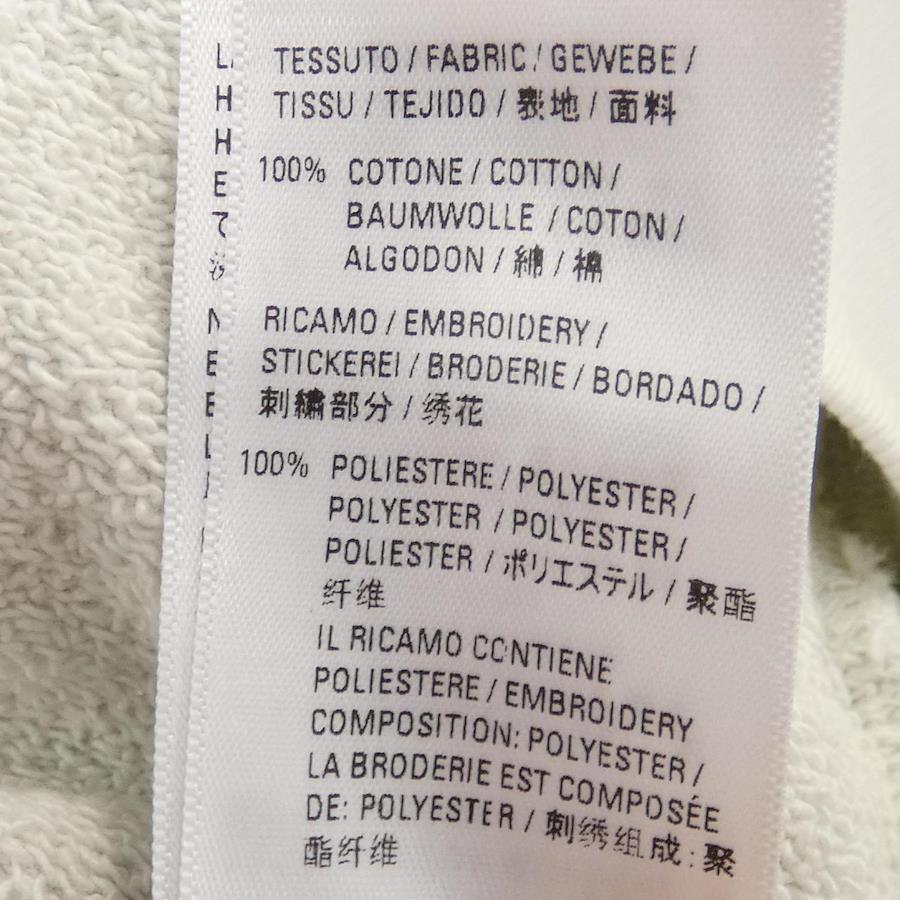 TESSUTO / FABRIC / GEWEBE /
TISSU / TEJIDO / 表地 / 面料
100% COTONE / COTTON /
BAUMWOLLE / COTON /
ALGODON / 綿 / 棉
RICAMO / EMBROIDERY /
STICKEREI / BRODERIE / BORDADO /
刺繍部分 / 绣花
100% POLIESTERE / POLYESTER /
POLYESTER / POLYESTER /
POLIESTER / ポリエステル / 聚酯
纤维
IL RICAMO CONTIENE
POLIESTERE / EMBROIDERY
COMPOSITION: POLYESTER /
LA BRODERIE EST COMPOSÉE
DE: POLYESTER / 刺绣组成: 聚
酯纤维